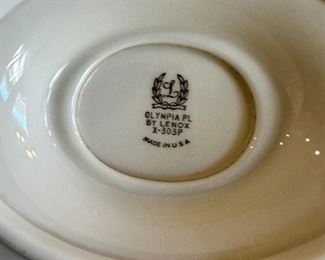 L
OLYMPIA PL
BY LENOX
X-303P
MADE IN USA